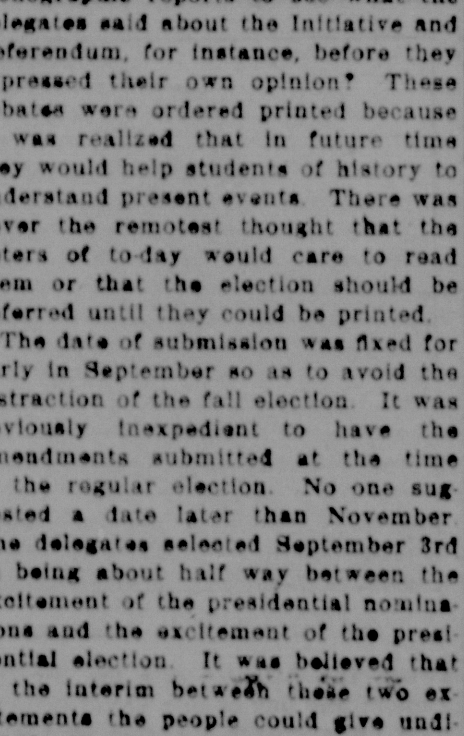 legates said about the Initiative and
eferendum, for instance, before they
pressed their own opinion? These
bates were ordered printed because
was realized that in future time
ey would help students of history to
derstand present events. There was
ver the remotest thought that the
ters of to-day would care to read
em or that the election should be
ferred until they could be printed.
The date of submission was fixed for
rly in September so as to avoid the
straction of the fall election. It was
viously inexpedient to have the
mendments submitted at the time
the regular election. No one sug-
sted a date later than November.
he delegates selected September 3rd
being about half way between the
citement of the presidential nomina-
ons and the excitement of the presi-
ential election. It was believed that
the interim between these two ex-
tements the people could give undi-